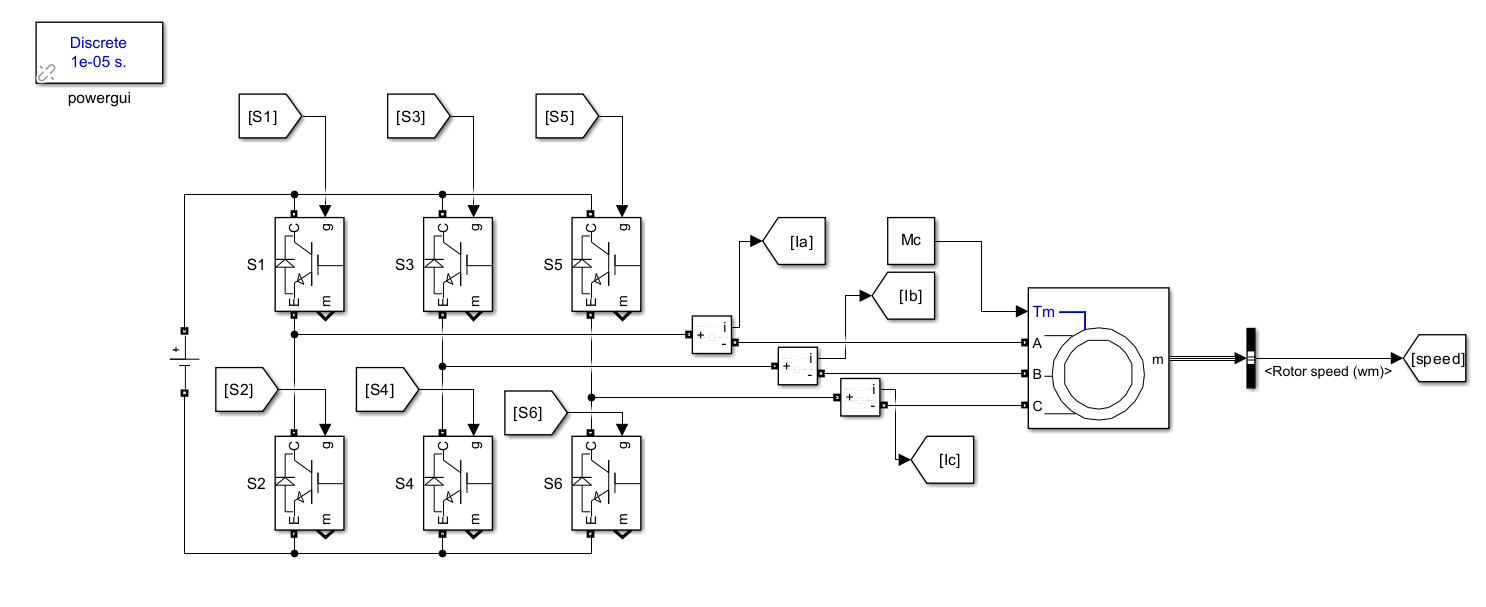 Discrete
1e-05 s.
powergui
[S1]
[S3]
[S5]
C
g
S1
E
m
C
g
S3
E
m
C
g
S5
E
m
[Ia]
Mc
[Ib]
+
i
-
+
i
-
+
i
-
Tm
A
B
C
m
<Rotor speed (wm)>
[speed]
+
[S2]
[S4]
[S6]
[Ic]
C
g
S2
E
m
C
g
S4
E
m
C
g
S6
E
m